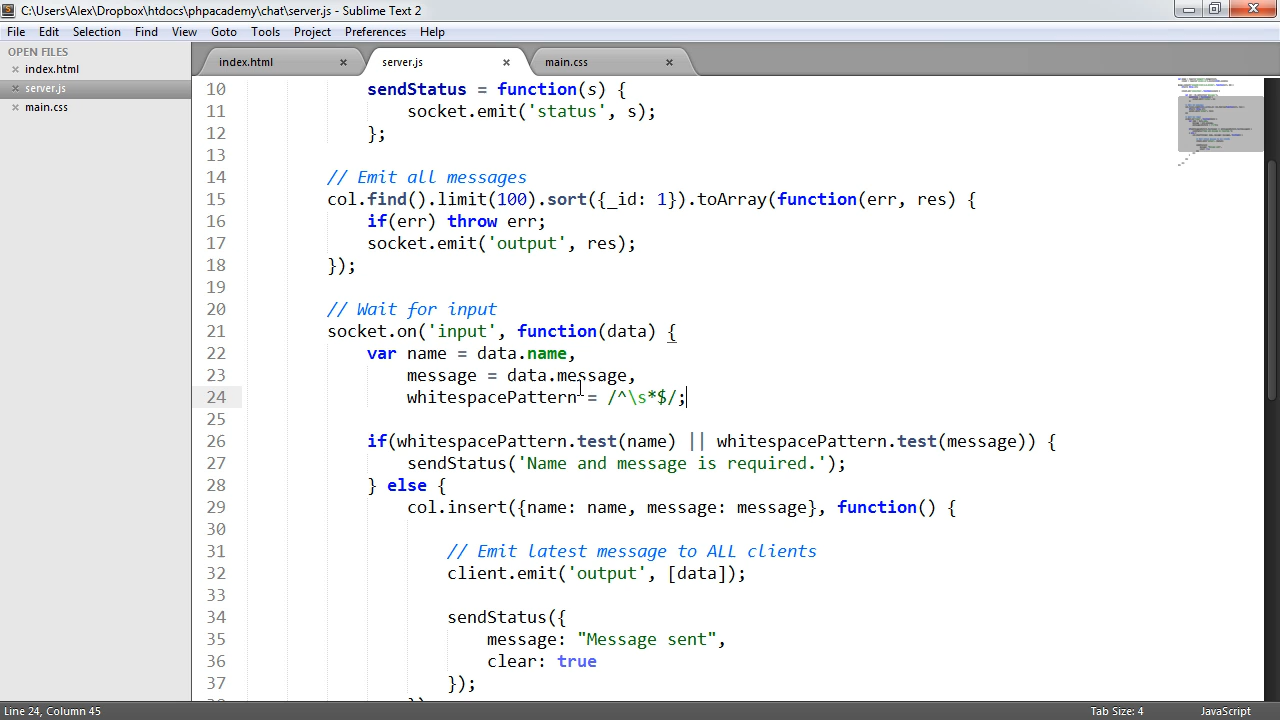 C:\Users\Alex\Dropbox\htdocs\phpacademy\chat\server.js - Sublime Text 2
File Edit Selection Find View Goto Tools Project Preferences Help
OPEN FILES
index.html
server.js
main.css
index.html server.js main.css
10 sendStatus = function(s) {
11 socket.emit('status', s);
12 };
13
14 // Emit all messages
15 col.find().limit(100).sort({_id: 1}).toArray(function(err, res) {
16 if(err) throw err;
17 socket.emit('output', res);
18 });
19
20 // Wait for input
21 socket.on('input', function(data) {
22 var name = data.name,
23 message = data.message,
24 whitespacePattern = /^\s*$/;
25
26 if(whitespacePattern.test(name) || whitespacePattern.test(message)) {
27 sendStatus('Name and message is required.');
28 } else {
29 col.insert({name: name, message: message}, function() {
30
31 // Emit latest message to ALL clients
32 client.emit('output', [data]);
33
34 sendStatus({
35 message: "Message sent",
36 clear: true
37 });
Line 24, Column 45
Tab Size: 4
JavaScript